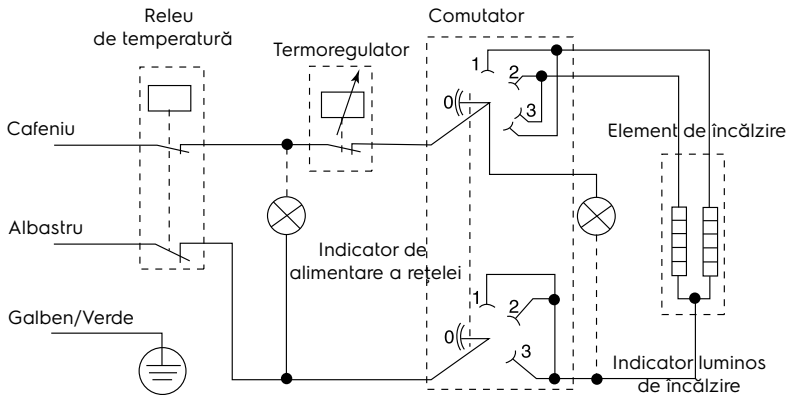 Releu
de temperatură
Termoregulator
Comutator
1
2
0
3
Cafeniu
Element de încălzire
Albastru
Indicator de
alimentare a rețelei
1
2
0
3
Galben/Verde
Indicator luminos
de încălzire